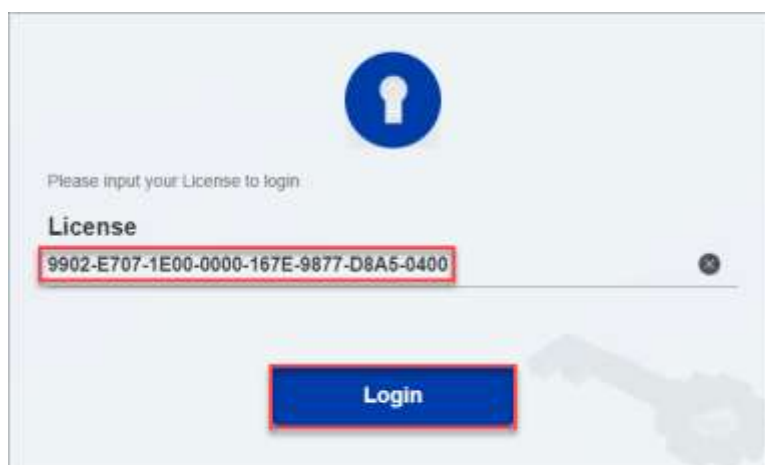 Please input your License to login
License
9902-E707-1E00-0000-167E-9877-D8A5-0400
Login